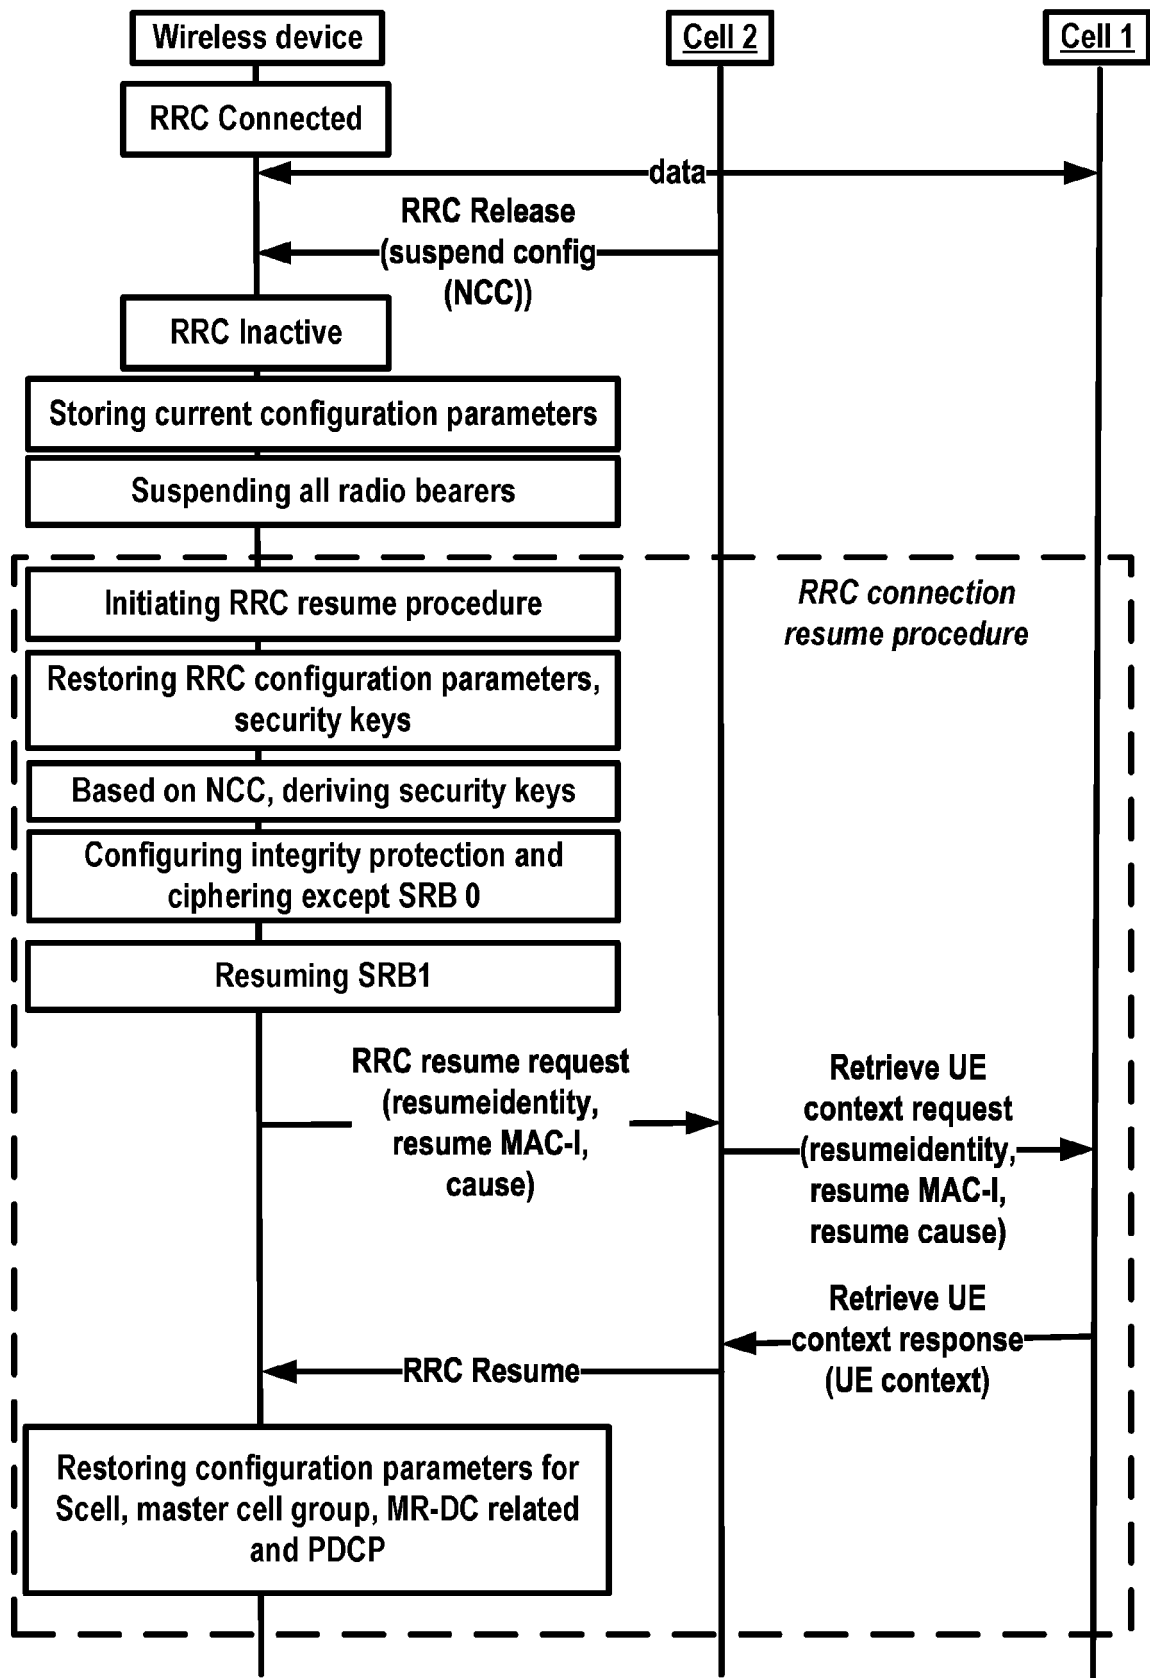 Wireless device
Cell 2
Cell 1
RRC Connected
data
RRC Release
(suspend config
(NCC))
RRC Inactive
Storing current configuration parameters
Suspending all radio bearers
Initiating RRC resume procedure
RRC connection
resume procedure
Restoring RRC configuration parameters,
security keys
Based on NCC, deriving security keys
Configuring integrity protection and
ciphering except SRB 0
Resuming SRB1
RRC resume request
(resumeidentity,
resume MAC-I,
cause)
Retrieve UE
context request
(resumeidentity,
resume MAC-I,
resume cause)
Retrieve UE
context response
(UE context)
RRC Resume
Restoring configuration parameters for
Scell, master cell group, MR-DC related
and PDCP